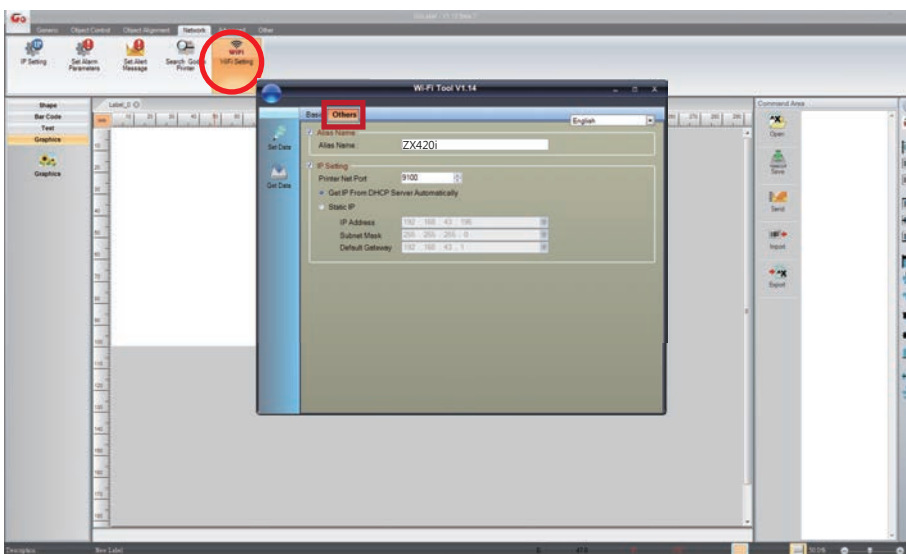 Go
GoLabel
Generic Object Control Object Alignment Network Other
IP Setting
Set Alarm Parameters
Set Alert Message
Search Godex Printer
WiFi
WiFi Setting
Shape
Bar Code
Text
Graphics
Graphics
Label_0
Wi-Fi Tool V1.14
Basic Others
English
Set Data
Get Data
Alias Name
Alias Name ZX420i
IP Setting
Printer Net Port 9100
Get IP From DHCP Server Automatically
Static IP
IP Address 192 . 168 . 43 . 196
Subnet Mask 255 . 255 . 255 . 0
Default Gateway 192 . 168 . 43 . 1
Command Area
Open
Save
Send
Import
Export
Description New Label